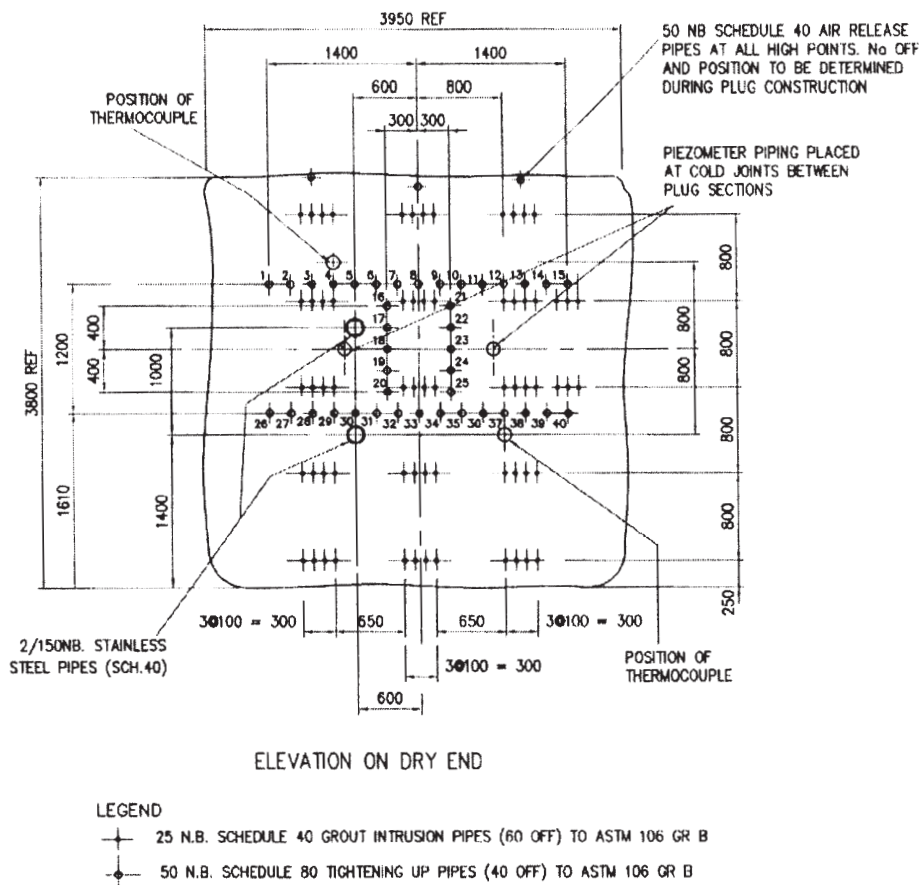 3950 REF
1400
1400
600
800
300
300
50 NB SCHEDULE 40 AIR RELEASE
PIPES AT ALL HIGH POINTS. No OFF
AND POSITION TO BE DETERMINED
DURING PLUG CONSTRUCTION
POSITION OF
THERMOCOUPLE
PIEZOMETER PIPING PLACED
AT COLD JOINTS BETWEEN
PLUG SECTIONS
1 2 3 4 5 6 7 8 9 10 11 12 13 14 15
16
17
18
19
20
21
22
23
24
25
26 27 28 29 30 31 32 33 34 35 36 37 38 39 40
3800 REF
1200
1610
400
400
1000
1400
800
800
800
800
800
800
250
3@100 = 300
650
650
3@100 = 300
3@100 = 300
600
2/150NB. STAINLESS
STEEL PIPES (SCH.40)
POSITION OF
THERMOCOUPLE
ELEVATION ON DRY END
LEGEND
25 N.B. SCHEDULE 40 GROUT INTRUSION PIPES (60 OFF) TO ASTM 106 GR B
50 N.B. SCHEDULE 80 TIGHTENING UP PIPES (40 OFF) TO ASTM 106 GR B